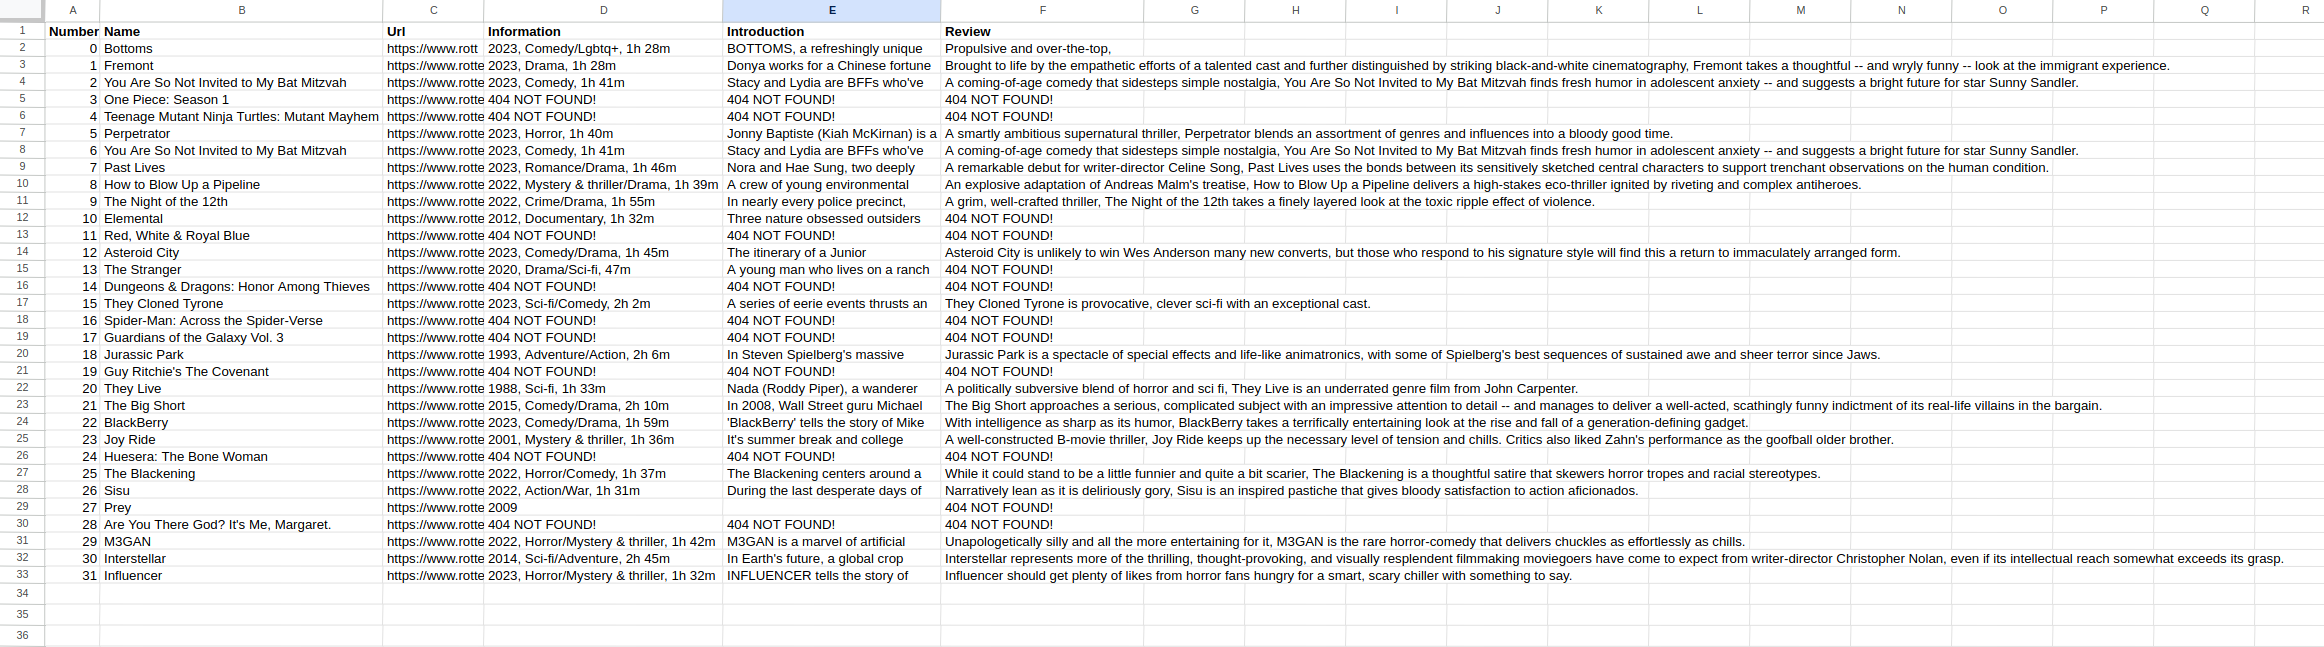 A B C D E F G H I J K L M N O P Q R
1 Number Name Url Information Introduction Review
2 0 Bottoms https://www.rott 2023, Comedy/Lgbtq+, 1h 28m BOTTOMS, a refreshingly unique Propulsive and over-the-top,
3 1 Fremont https://www.rotte 2023, Drama, 1h 28m Donya works for a Chinese fortune Brought to life by the empathetic efforts of a talented cast and further distinguished by striking black-and-white cinematography, Fremont takes a thoughtful -- and wryly funny -- look at the immigrant experience.
4 2 You Are So Not Invited to My Bat Mitzvah https://www.rotte 2023, Comedy, 1h 41m Stacy and Lydia are BFFs who've A coming-of-age comedy that sidesteps simple nostalgia, You Are So Not Invited to My Bat Mitzvah finds fresh humor in adolescent anxiety -- and suggests a bright future for star Sunny Sandler.
5 3 One Piece: Season 1 https://www.rotte 404 NOT FOUND! 404 NOT FOUND! 404 NOT FOUND!
6 4 Teenage Mutant Ninja Turtles: Mutant Mayhem https://www.rotte 404 NOT FOUND! 404 NOT FOUND! 404 NOT FOUND!
7 5 Perpetrator https://www.rotte 2023, Horror, 1h 40m Jonny Baptiste (Kiah McKirnan) is a A smartly ambitious supernatural thriller, Perpetrator blends an assortment of genres and influences into a bloody good time.
8 6 You Are So Not Invited to My Bat Mitzvah https://www.rotte 2023, Comedy, 1h 41m Stacy and Lydia are BFFs who've A coming-of-age comedy that sidesteps simple nostalgia, You Are So Not Invited to My Bat Mitzvah finds fresh humor in adolescent anxiety -- and suggests a bright future for star Sunny Sandler.
9 7 Past Lives https://www.rotte 2023, Romance/Drama, 1h 46m Nora and Hae Sung, two deeply A remarkable debut for writer-director Celine Song, Past Lives uses the bonds between its sensitively sketched central characters to support trenchant observations on the human condition.
10 8 How to Blow Up a Pipeline https://www.rotte 2022, Mystery & thriller/Drama, 1h 39m A crew of young environmental An explosive adaptation of Andreas Malm's treatise, How to Blow Up a Pipeline delivers a high-stakes eco-thriller ignited by riveting and complex antiheroes.
11 9 The Night of the 12th https://www.rotte 2022, Crime/Drama, 1h 55m In nearly every police precinct, A grim, well-crafted thriller, The Night of the 12th takes a finely layered look at the toxic ripple effect of violence.
12 10 Elemental https://www.rotte 2012, Documentary, 1h 32m Three nature obsessed outsiders 404 NOT FOUND!
13 11 Red, White & Royal Blue https://www.rotte 404 NOT FOUND! 404 NOT FOUND! 404 NOT FOUND!
14 12 Asteroid City https://www.rotte 2023, Comedy/Drama, 1h 45m The itinerary of a Junior Asteroid City is unlikely to win Wes Anderson many new converts, but those who respond to his signature style will find this a return to immaculately arranged form.
15 13 The Stranger https://www.rotte 2020, Drama/Sci-fi, 47m A young man who lives on a ranch 404 NOT FOUND!
16 14 Dungeons & Dragons: Honor Among Thieves https://www.rotte 404 NOT FOUND! 404 NOT FOUND! 404 NOT FOUND!
17 15 They Cloned Tyrone https://www.rotte 2023, Sci-fi/Comedy, 2h 2m A series of eerie events thrusts an They Cloned Tyrone is provocative, clever sci-fi with an exceptional cast.
18 16 Spider-Man: Across the Spider-Verse https://www.rotte 404 NOT FOUND! 404 NOT FOUND! 404 NOT FOUND!
19 17 Guardians of the Galaxy Vol. 3 https://www.rotte 404 NOT FOUND! 404 NOT FOUND! 404 NOT FOUND!
20 18 Jurassic Park https://www.rotte 1993, Adventure/Action, 2h 6m In Steven Spielberg's massive Jurassic Park is a spectacle of special effects and life-like animatronics, with some of Spielberg's best sequences of sustained awe and sheer terror since Jaws.
21 19 Guy Ritchie's The Covenant https://www.rotte 404 NOT FOUND! 404 NOT FOUND! 404 NOT FOUND!
22 20 They Live https://www.rotte 1988, Sci-fi, 1h 33m Nada (Roddy Piper), a wanderer A politically subversive blend of horror and sci fi, They Live is an underrated genre film from John Carpenter.
23 21 The Big Short https://www.rotte 2015, Comedy/Drama, 2h 10m In 2008, Wall Street guru Michael The Big Short approaches a serious, complicated subject with an impressive attention to detail -- and manages to deliver a well-acted, scathingly funny indictment of its real-life villains in the bargain.
24 22 BlackBerry https://www.rotte 2023, Comedy/Drama, 1h 59m 'BlackBerry' tells the story of Mike With intelligence as sharp as its humor, BlackBerry takes a terrifically entertaining look at the rise and fall of a generation-defining gadget.
25 23 Joy Ride https://www.rotte 2001, Mystery & thriller, 1h 36m It's summer break and college A well-constructed B-movie thriller, Joy Ride keeps up the necessary level of tension and chills. Critics also liked Zahn's performance as the goofball older brother.
26 24 Huesera: The Bone Woman https://www.rotte 404 NOT FOUND! 404 NOT FOUND! 404 NOT FOUND!
27 25 The Blackening https://www.rotte 2022, Horror/Comedy, 1h 37m The Blackening centers around a While it could stand to be a little funnier and quite a bit scarier, The Blackening is a thoughtful satire that skewers horror tropes and racial stereotypes.
28 26 Sisu https://www.rotte 2022, Action/War, 1h 31m During the last desperate days of Narratively lean as it is deliriously gory, Sisu is an inspired pastiche that gives bloody satisfaction to action aficionados.
29 27 Prey https://www.rotte 2009 404 NOT FOUND!
30 28 Are You There God? It's Me, Margaret. https://www.rotte 404 NOT FOUND! 404 NOT FOUND! 404 NOT FOUND!
31 29 M3GAN https://www.rotte 2022, Horror/Mystery & thriller, 1h 42m M3GAN is a marvel of artificial Unapologetically silly and all the more entertaining for it, M3GAN is the rare horror-comedy that delivers chuckles as effortlessly as chills.
32 30 Interstellar https://www.rotte 2014, Sci-fi/Adventure, 2h 45m In Earth's future, a global crop Interstellar represents more of the thrilling, thought-provoking, and visually resplendent filmmaking moviegoers have come to expect from writer-director Christopher Nolan, even if its intellectual reach somewhat exceeds its grasp.
33 31 Influencer https://www.rotte 2023, Horror/Mystery & thriller, 1h 32m INFLUENCER tells the story of Influencer should get plenty of likes from horror fans hungry for a smart, scary chiller with something to say.
34
35
36